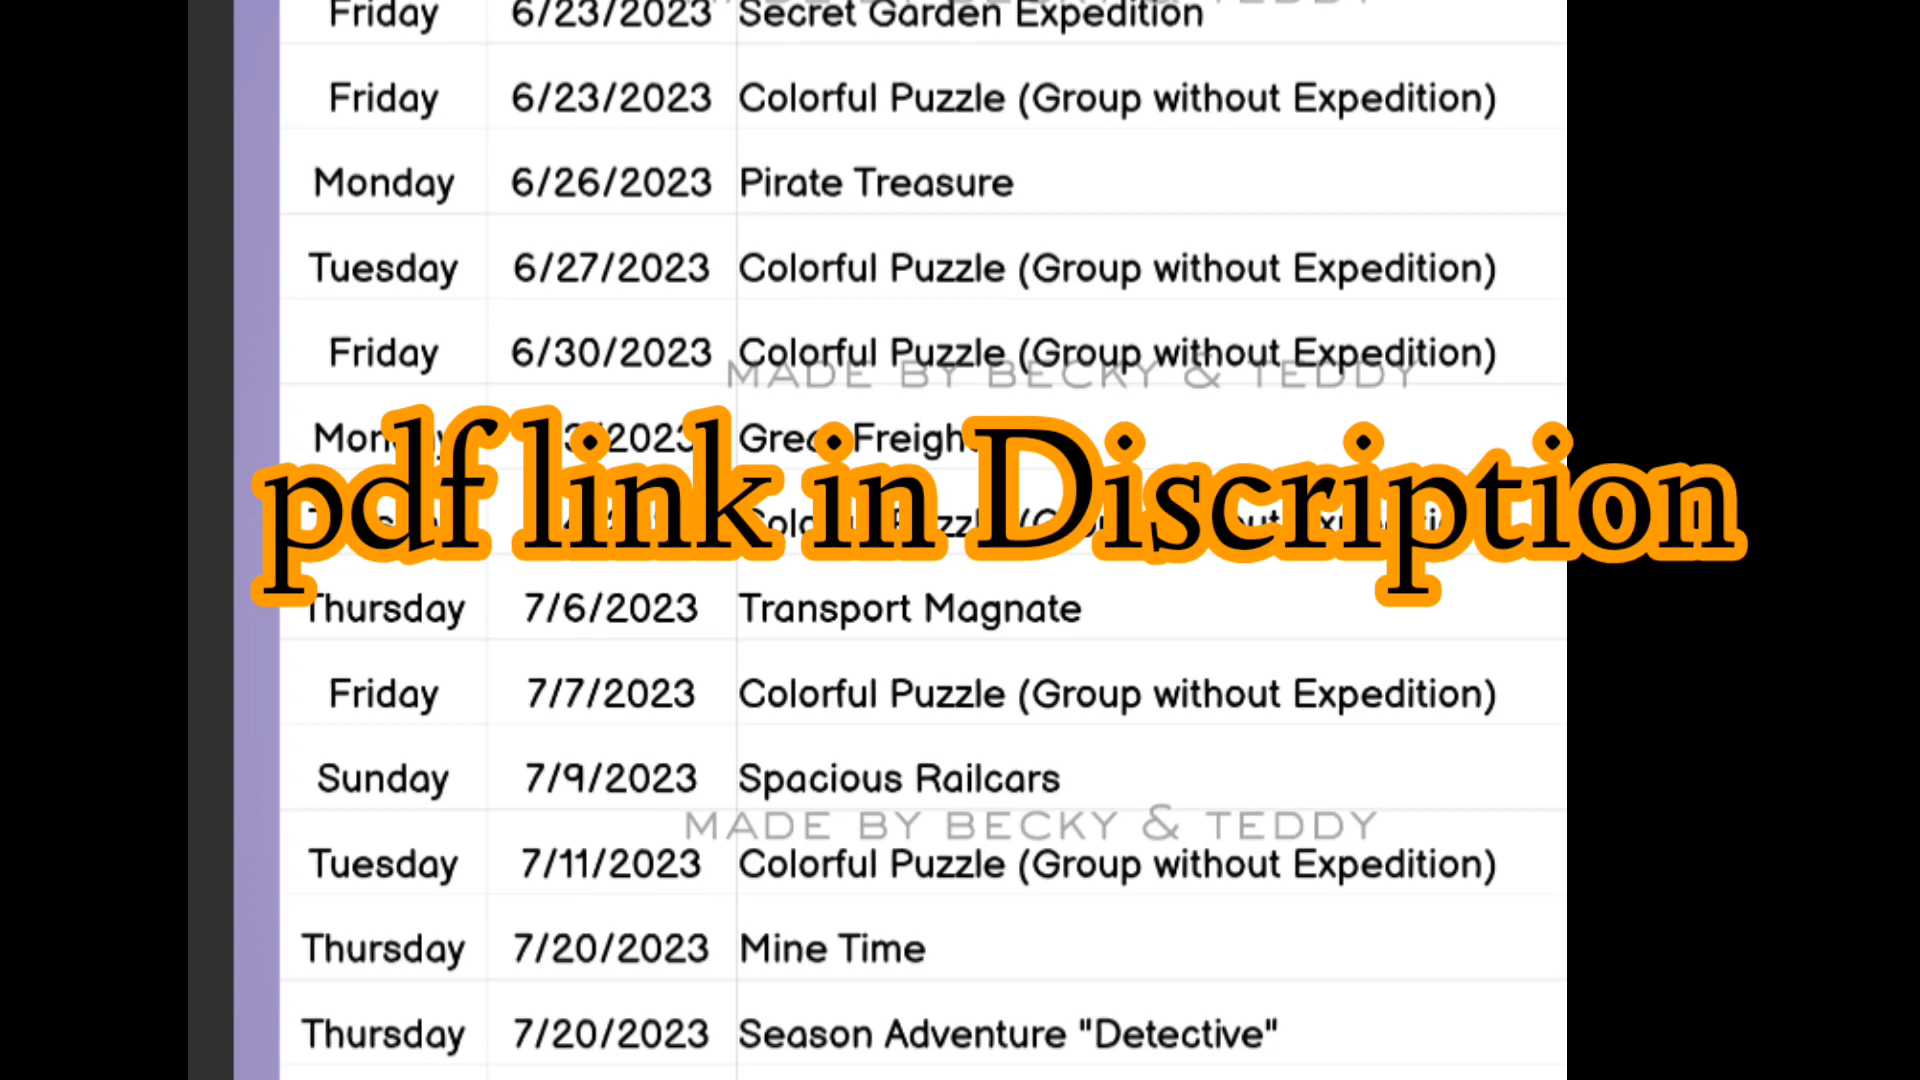 Friday 6/23/2023 Secret Garden Expedition
Friday 6/23/2023 Colorful Puzzle (Group without Expedition)
Monday 6/26/2023 Pirate Treasure
Tuesday 6/27/2023 Colorful Puzzle (Group without Expedition)
Friday 6/30/2023 Colorful Puzzle (Group without Expedition)
MADE BY BECKY & TEDDY
pdf link in Discription
Thursday 7/6/2023 Transport Magnate
Friday 7/7/2023 Colorful Puzzle (Group without Expedition)
Sunday 7/9/2023 Spacious Railcars
MADE BY BECKY & TEDDY
Tuesday 7/11/2023 Colorful Puzzle (Group without Expedition)
Thursday 7/20/2023 Mine Time
Thursday 7/20/2023 Season Adventure "Detective"